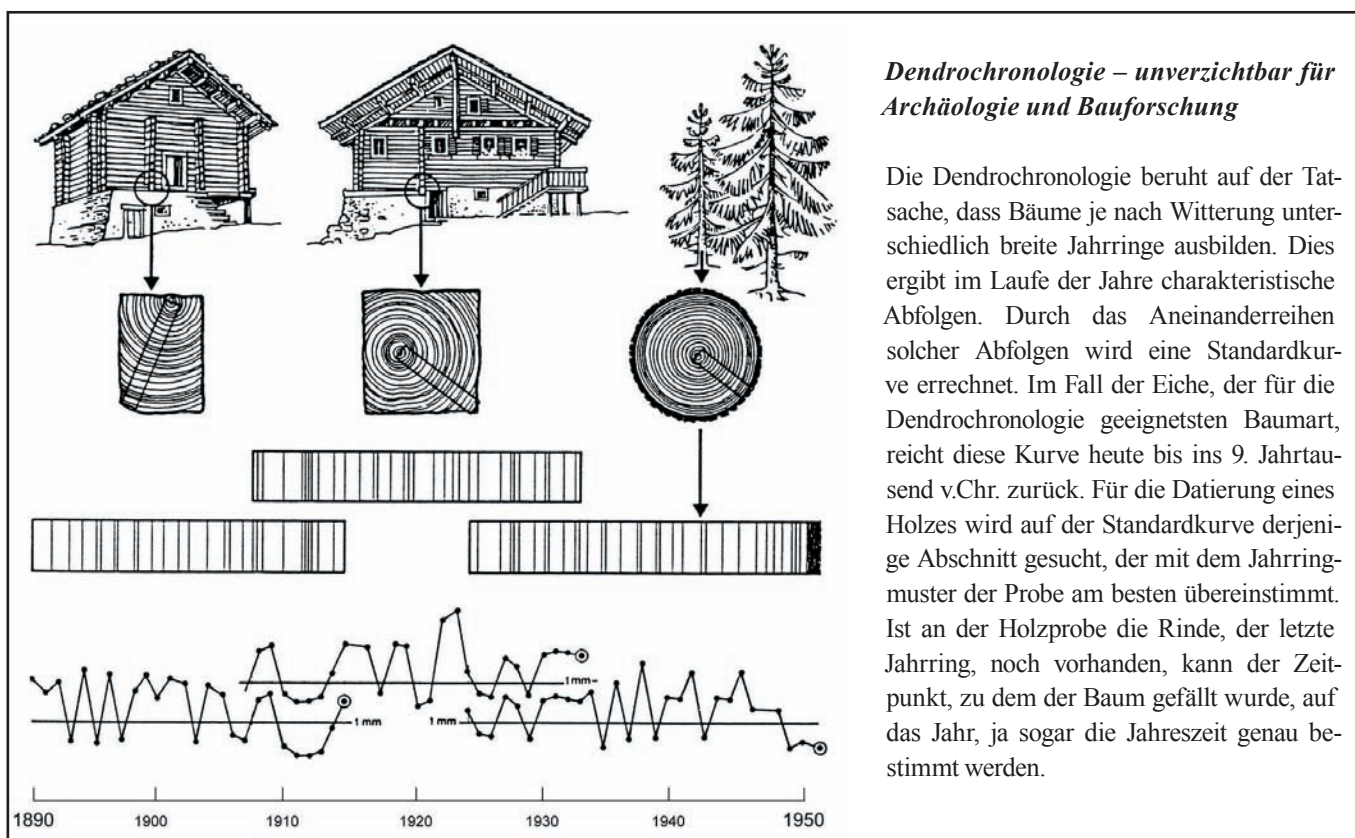 Dendrochronologie – unverzichtbar für
Archäologie und Bauforschung
Die Dendrochronologie beruht auf der Tat-
sache, dass Bäume je nach Witterung unter-
schiedlich breite Jahrringe ausbilden. Dies
ergibt im Laufe der Jahre charakteristische
Abfolgen. Durch das Aneinanderreihen
solcher Abfolgen wird eine Standardkur-
ve errechnet. Im Fall der Eiche, der für die
Dendrochronologie geeignetsten Baumart,
reicht diese Kurve heute bis ins 9. Jahrtau-
send v.Chr. zurück. Für die Datierung eines
Holzes wird auf der Standardkurve derjeni-
ge Abschnitt gesucht, der mit dem Jahrring-
muster der Probe am besten übereinstimmt.
Ist an der Holzprobe die Rinde, der letzte
Jahrring, noch vorhanden, kann der Zeit-
punkt, zu dem der Baum gefällt wurde, auf
das Jahr, ja sogar die Jahreszeit genau be-
stimmt werden.
1 mm
1 mm 1 mm
1890 1900 1910 1920 1930 1940 1950